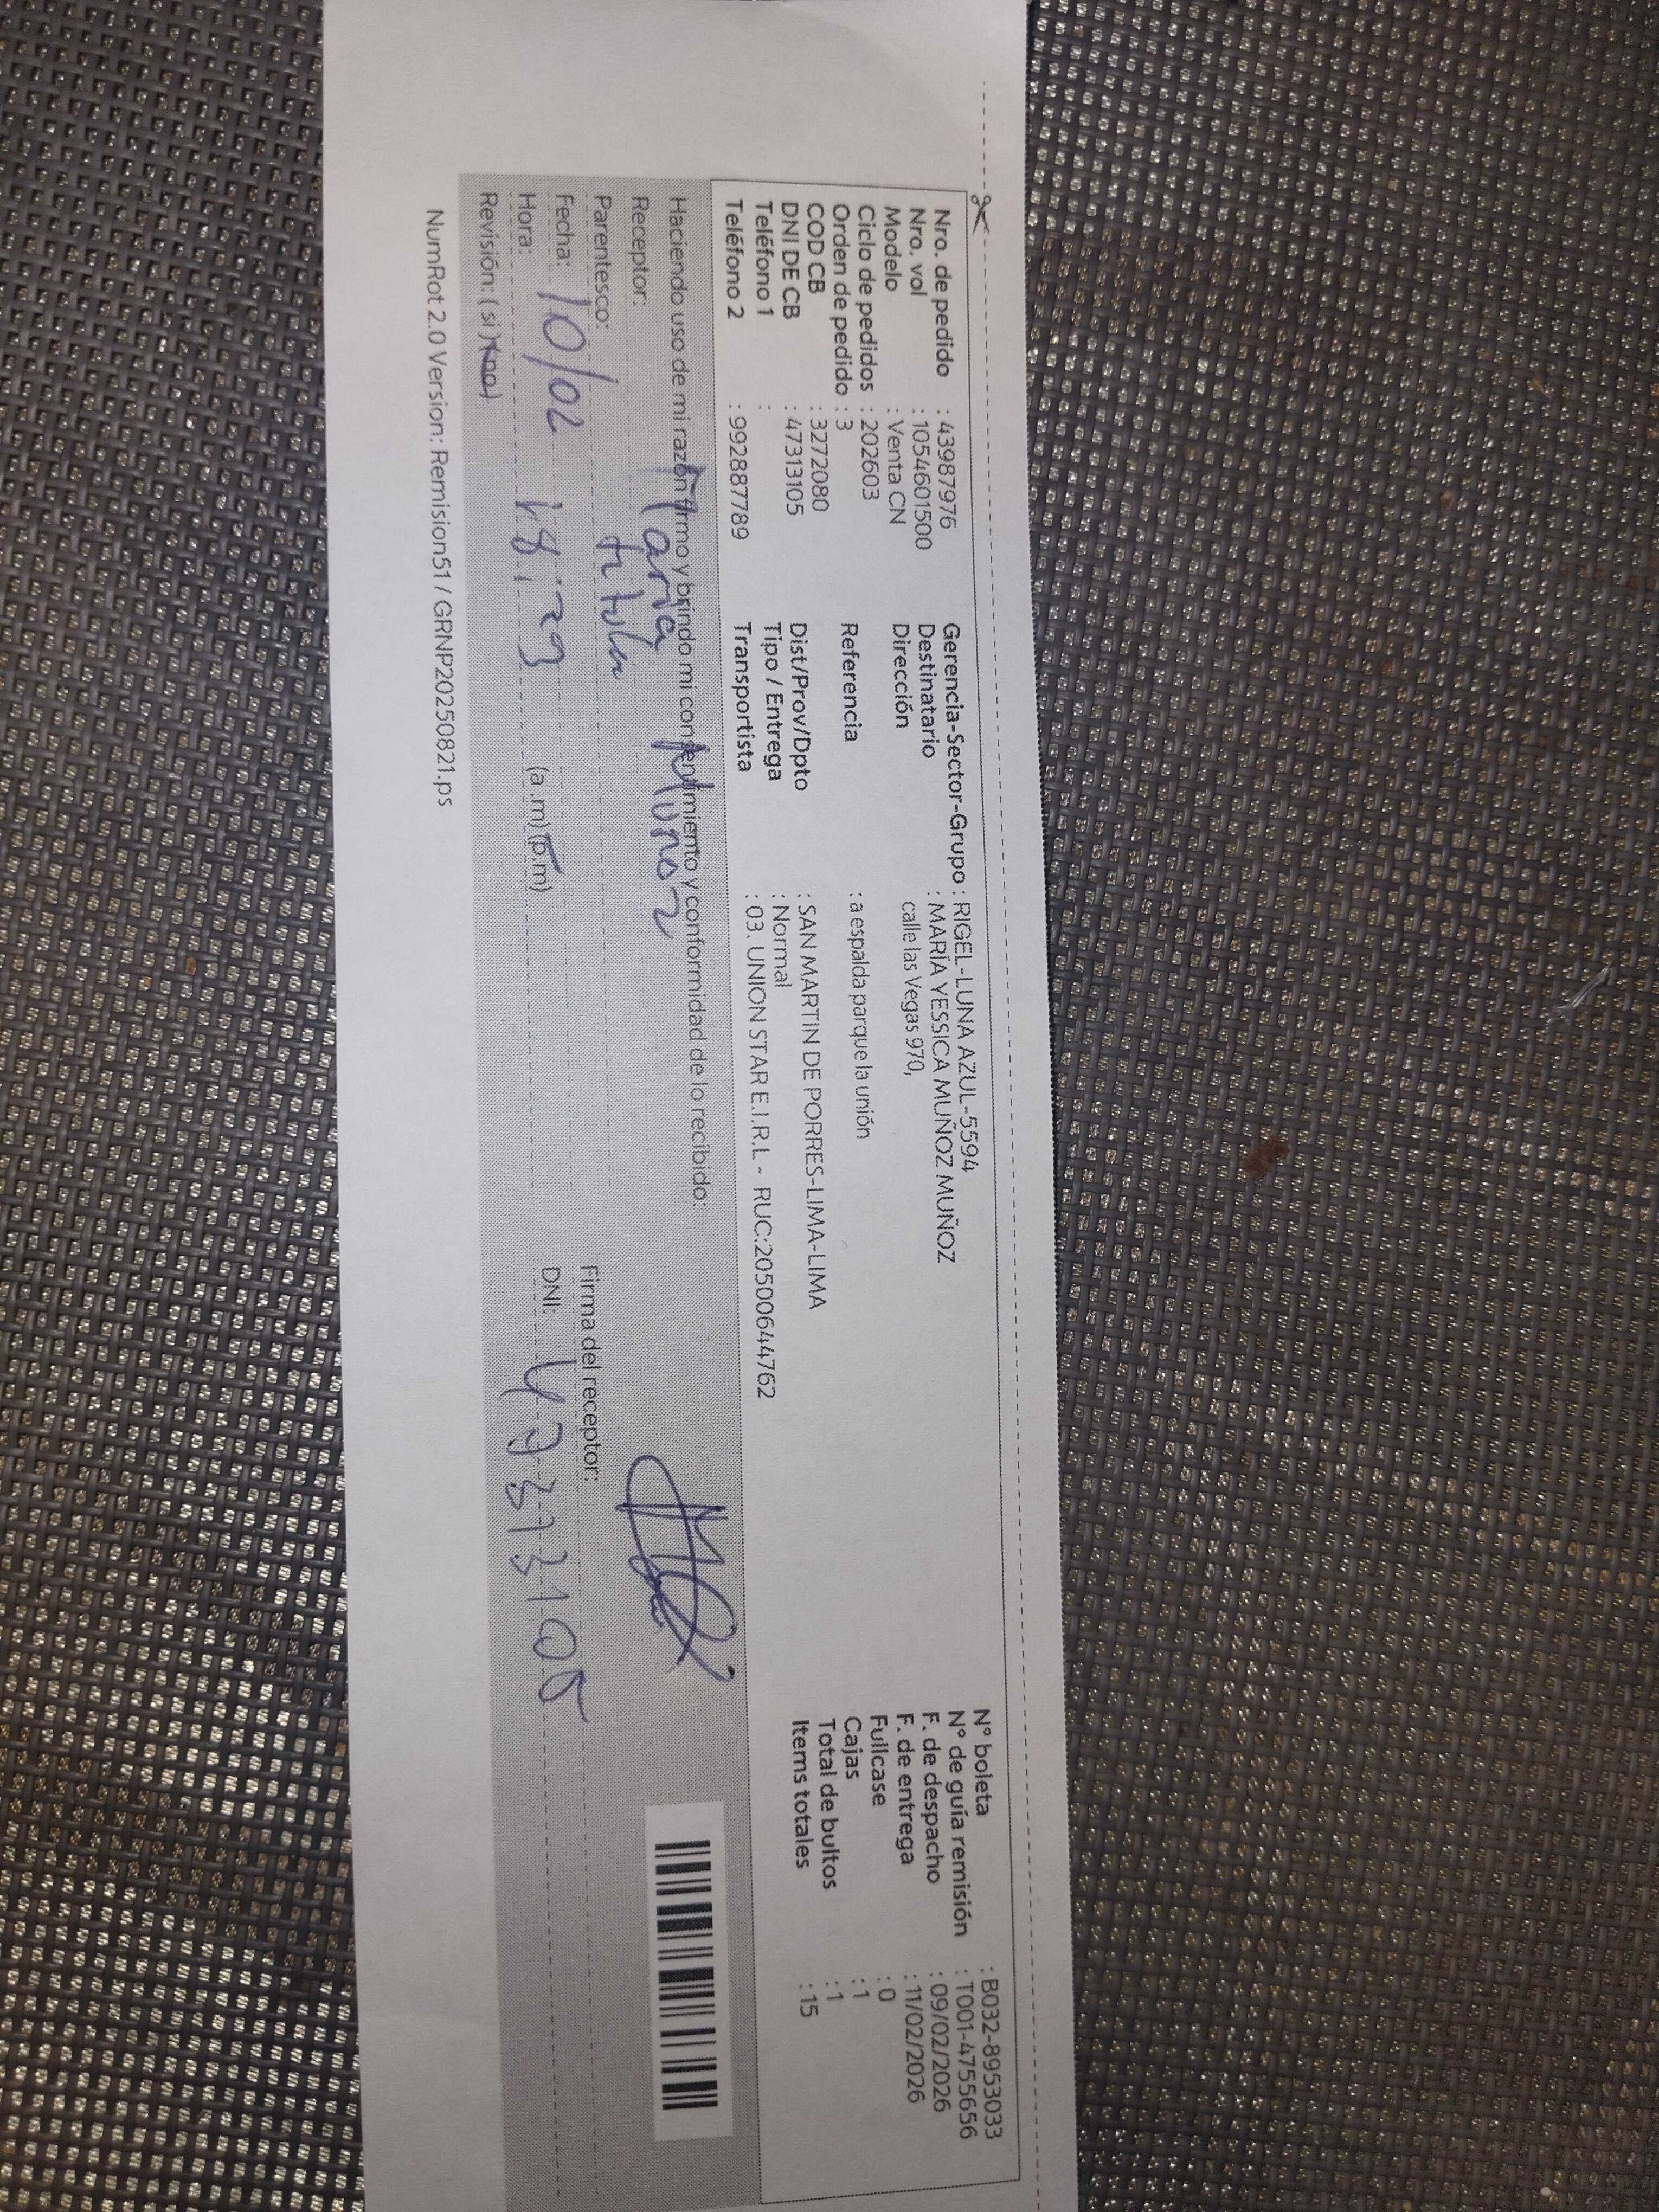 Nro. de pedido : 43987976
Nro. vol : 1054601500
Modelo : Venta CN
Ciclo de pedidos : 202603
Orden de pedido : 3
COD CB : 3272080
DNI DE CB : 47313105
Teléfono 1 :
Teléfono 2 : 992887789
Gerencia-Sector-Grupo : RIGEL-LUNA AZUL-5594
Destinatario : MARÍA YESSICA MUÑOZ MUÑOZ
Dirección calle las Vegas 970,
Referencia : a espalda parque la unión
Dist/Prov/Dpto : SAN MARTIN DE PORRES-LIMA-LIMA
Tipo / Entrega : Normal
Transportista : 03. UNION STAR E.I.R.L - RUC:20500644762
N° boleta : B032-8953033
N° de guía remisión : T001-4755656
F. de despacho : 09/02/2026
F. de entrega : 11/02/2026
Fullcase : 0
Cajas : 1
Total de bultos : 1
Items totales : 15
Haciendo uso de mi razón firmo y brindo mi consentimiento y conformidad de lo recibido:
Receptor: Maria Muñoz
Parentesco: titular
Fecha: 10/02
Hora: (a.m) (p.m)
Revisión: ( si ) (no)
Firma del receptor:
DNI: 47313105
NumRot 2.0 Version: Remision51 / GRNP20250821.ps